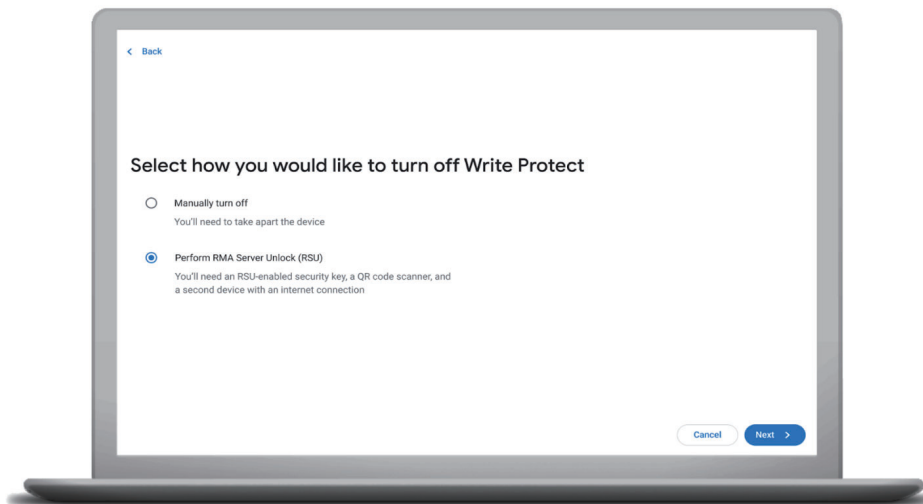 Back
Select how you would like to turn off Write Protect
Manually turn off
You'll need to take apart the device
Perform RMA Server Unlock (RSU)
You'll need an RSU-enabled security key, a QR code scanner, and
a second device with an internet connection
Cancel
Next